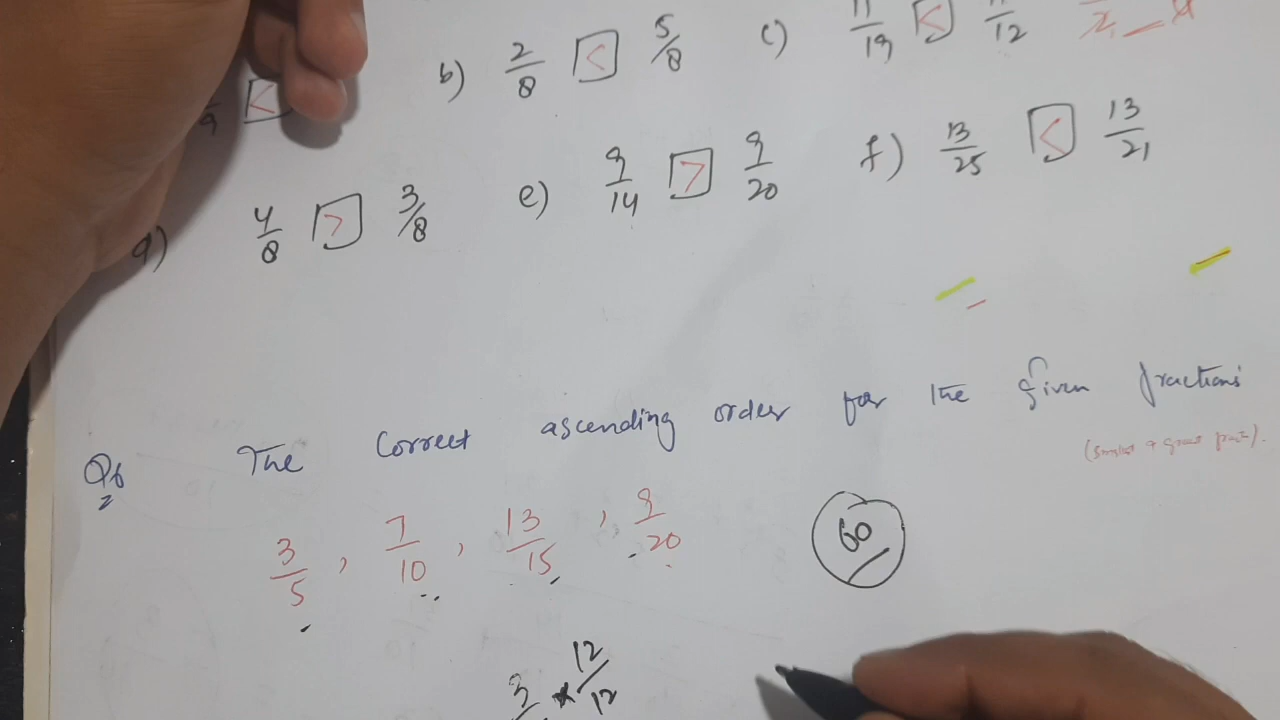 b) 2/8 < 5/8 c) 11/19 < 11/12
9 <
d) 4/8 > 3/8 e) 9/14 > 9/20 f) 13/25 < 13/21
Q6 The Correct ascending order for the given fractions
3/5 , 7/10 , 13/15 , 9/20
60
3 × 12/12